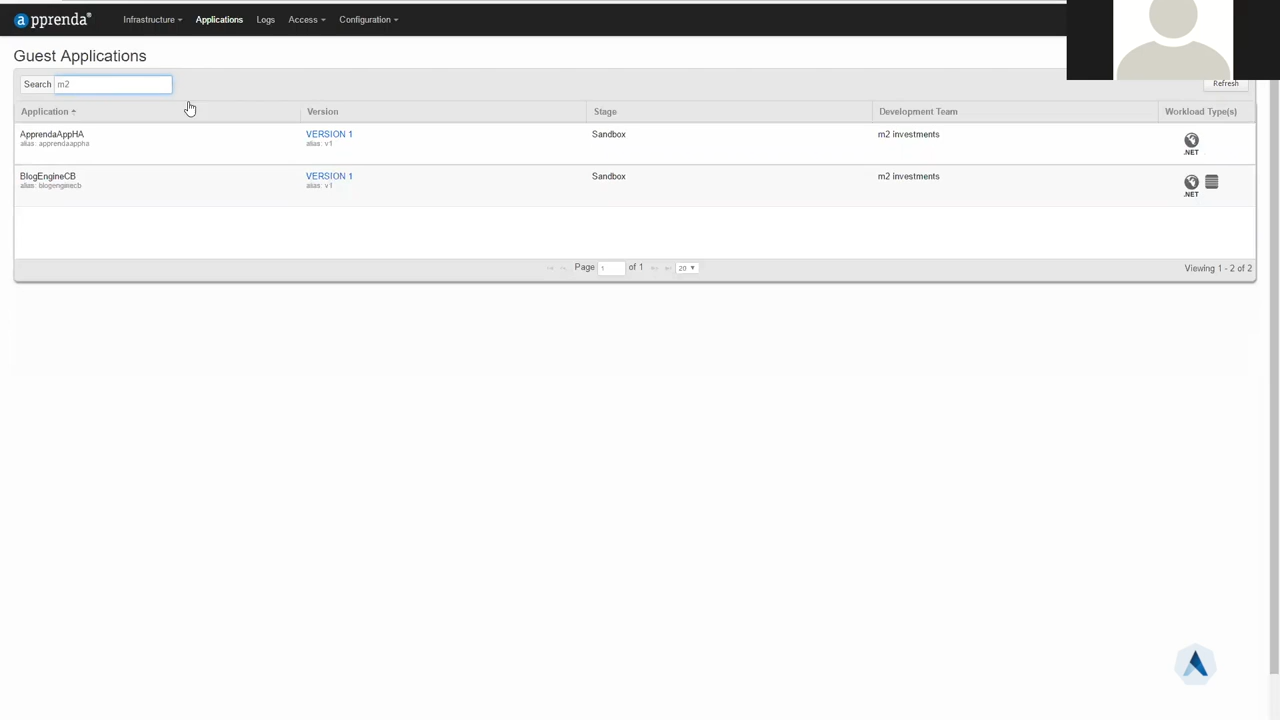 apprenda® Infrastructure Applications Logs Access Configuration
Guest Applications
Search m2 Refresh
Application Version Stage Development Team Workload Type(s)
ApprendaAppHA VERSION 1 Sandbox m2 investments
alias: apprendaappha alias: v1 .NET
BlogEngineCB VERSION 1 Sandbox m2 investments
alias: blogenginecb alias: v1 .NET
Page 1 of 1 20 Viewing 1 - 2 of 2